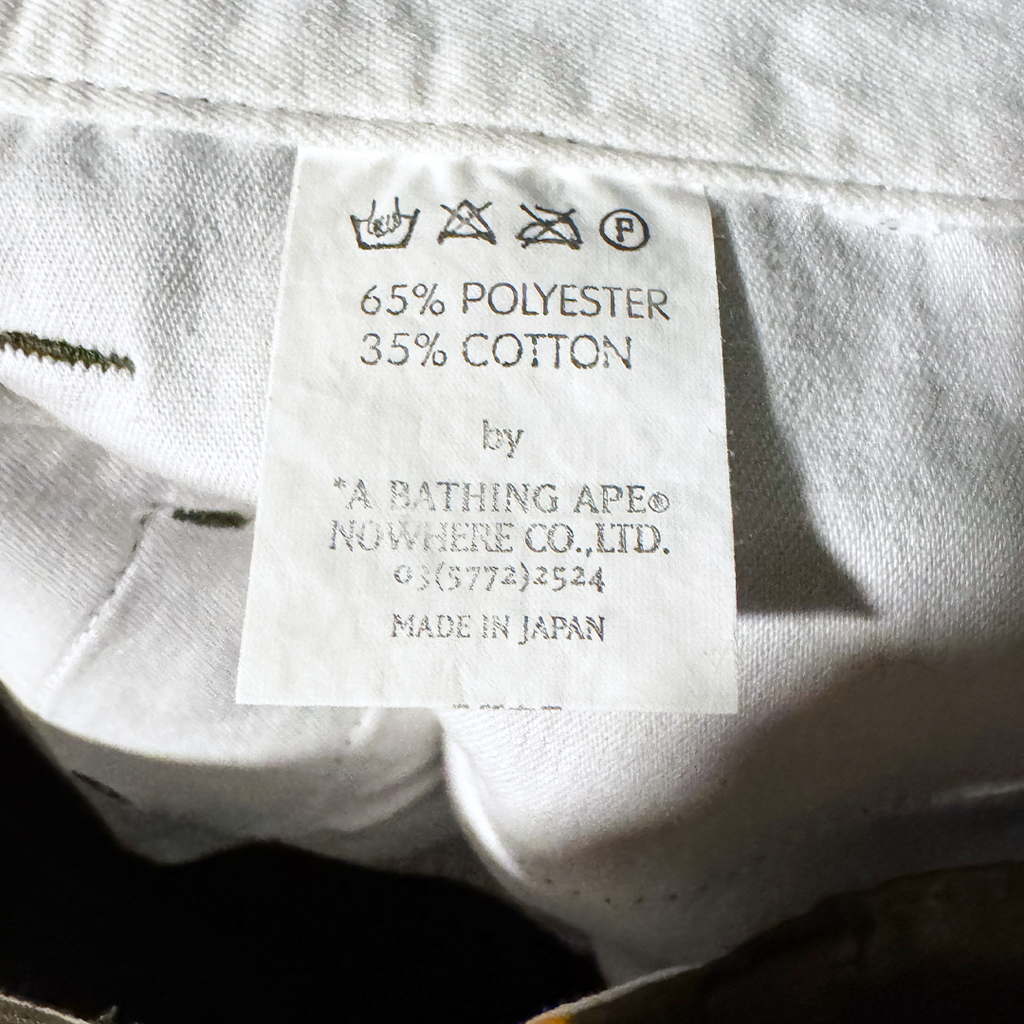 P
65% POLYESTER
35% COTTON
by
*A BATHING APE®
NOWHERE CO.,LTD.
03(5772)2524
MADE IN JAPAN